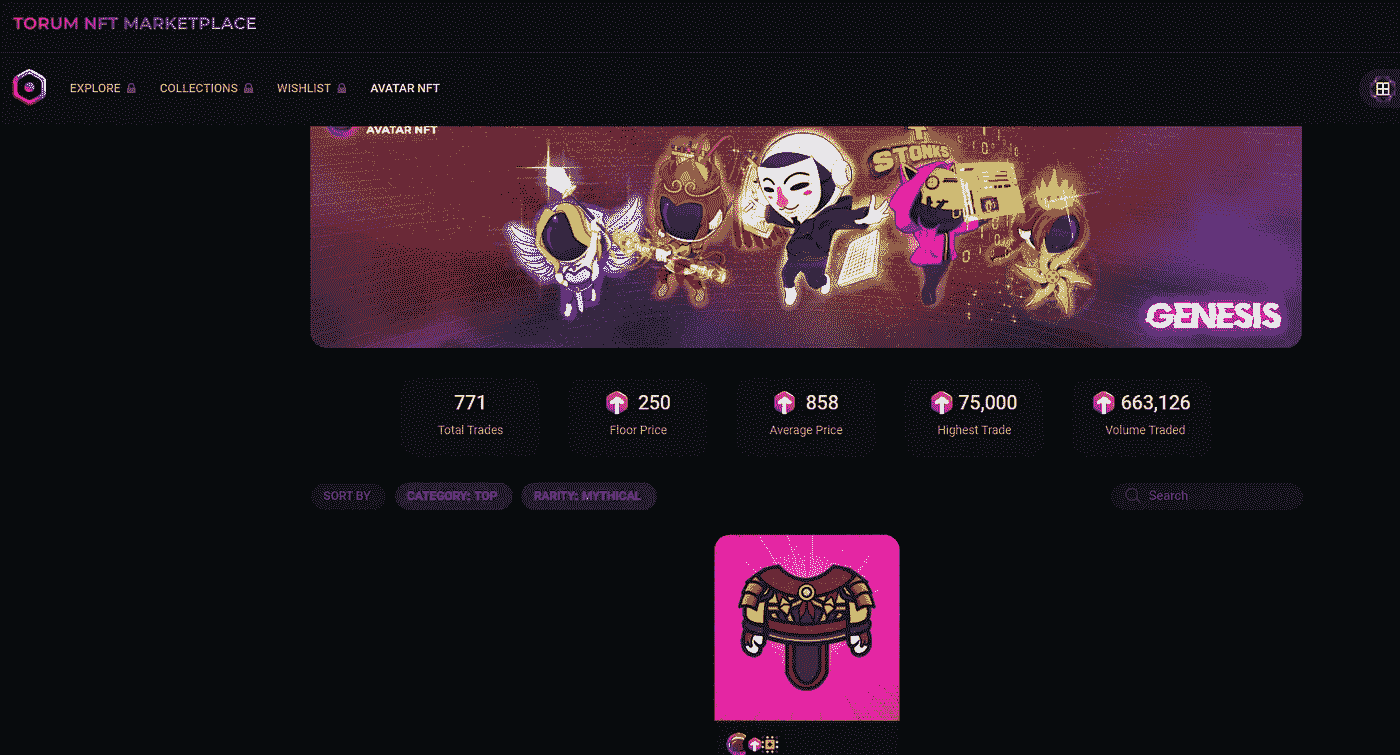 TORUM NFT MARKETPLACE
EXPLORE COLLECTIONS WISHLIST AVATAR NFT
AVATAR NFT
STONKS
GENESIS
771 250 858 75,000 663,126
Total Trades Floor Price Average Price Highest Trade Volume Traded
SORT BY CATEGORY: TOP RARITY: MYTHICAL Search